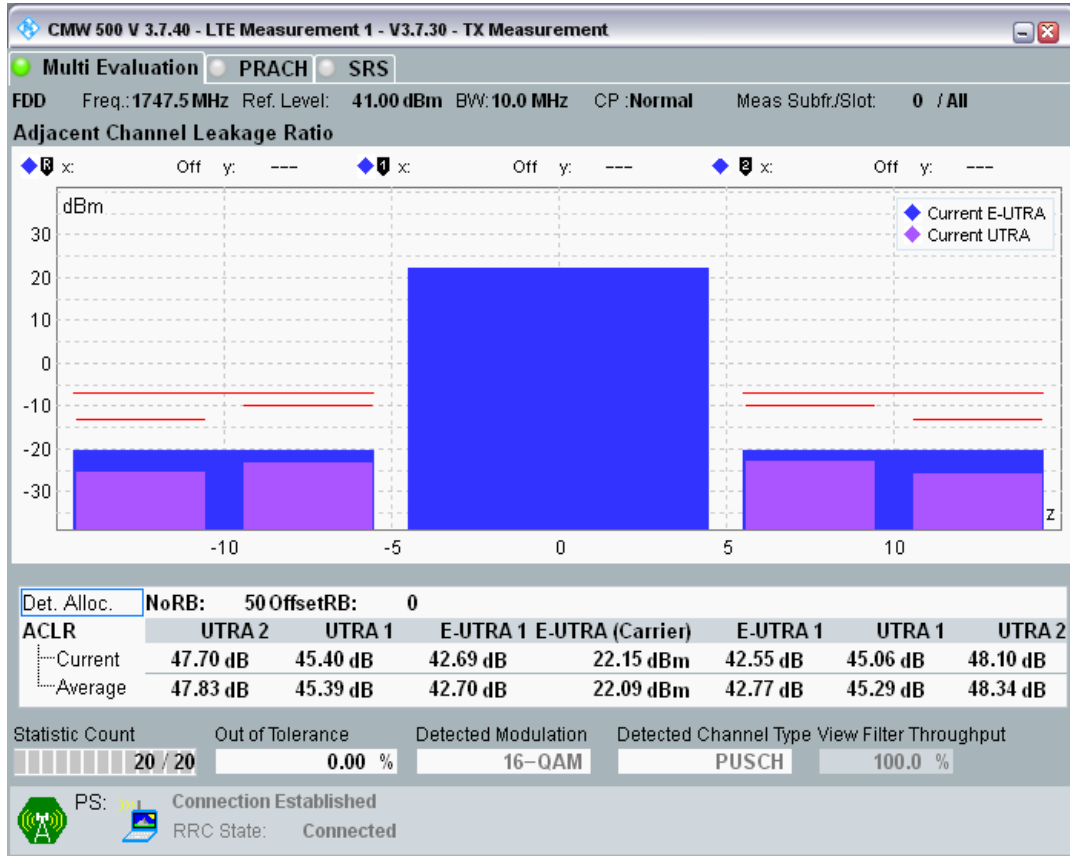 CMW 500 V 3.7.40 - LTE Measurement 1 - V3.7.30 - TX Measurement
Multi Evaluation PRACH SRS
FDD Freq.: 1747.5 MHz Ref. Level: 41.00 dBm BW: 10.0 MHz CP : Normal Meas Subfr./Slot: 0 / All
Adjacent Channel Leakage Ratio
R x: Off y: --- 1 x: Off y: --- 2 x: Off y: ---
dBm
Current E-UTRA
Current UTRA
30
20
10
0
-10
-20
-30
z
-10 -5 0 5 10
Det. Alloc. NoRB: 50 OffsetRB: 0
ACLR UTRA 2 UTRA 1 E-UTRA 1 E-UTRA (Carrier) E-UTRA 1 UTRA 1 UTRA 2
Current 47.70 dB 45.40 dB 42.69 dB 22.15 dBm 42.55 dB 45.06 dB 48.10 dB
Average 47.83 dB 45.39 dB 42.70 dB 22.09 dBm 42.77 dB 45.29 dB 48.34 dB
Statistic Count Out of Tolerance Detected Modulation Detected Channel Type View Filter Throughput
20 / 20 0.00 % 16-QAM PUSCH 100.0 %
PS: Connection Established
RRC State: Connected